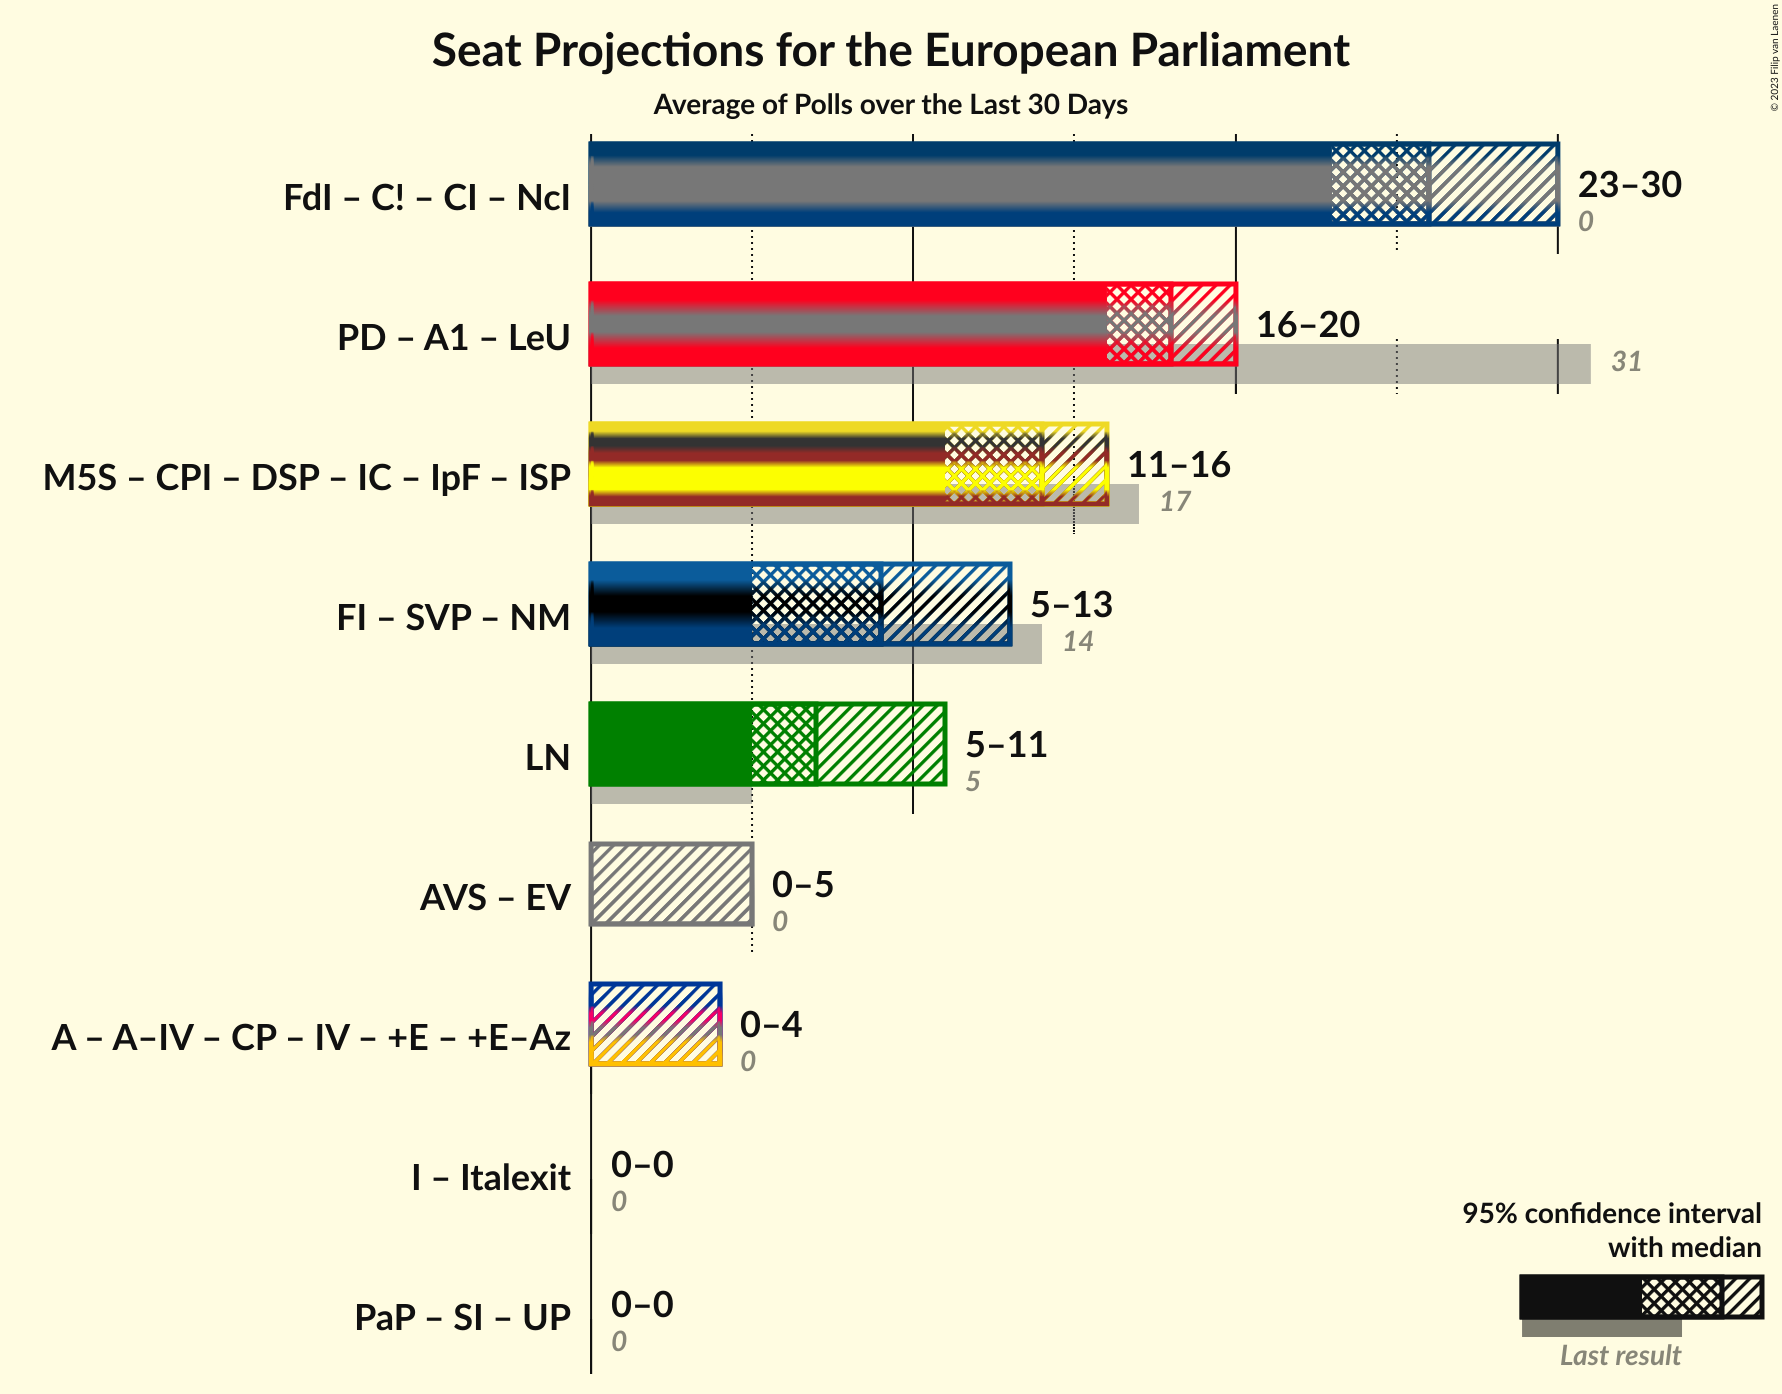 Seat Projections for the European Parliament
Average of Polls over the Last 30 Days
© 2023 Filip van Laenen
FdI – C! – CI – NcI
23–30
0
PD – A1 – LeU
16–20
31
M5S – CPI – DSP – IC – IpF – ISP
11–16
17
FI – SVP – NM
5–13
14
LN
5–11
5
AVS – EV
0–5
0
A – A–IV – CP – IV – +E – +E–Az
0–4
0
I – Italexit
0–0
0
PaP – SI – UP
0–0
0
95% confidence interval
with median
Last result